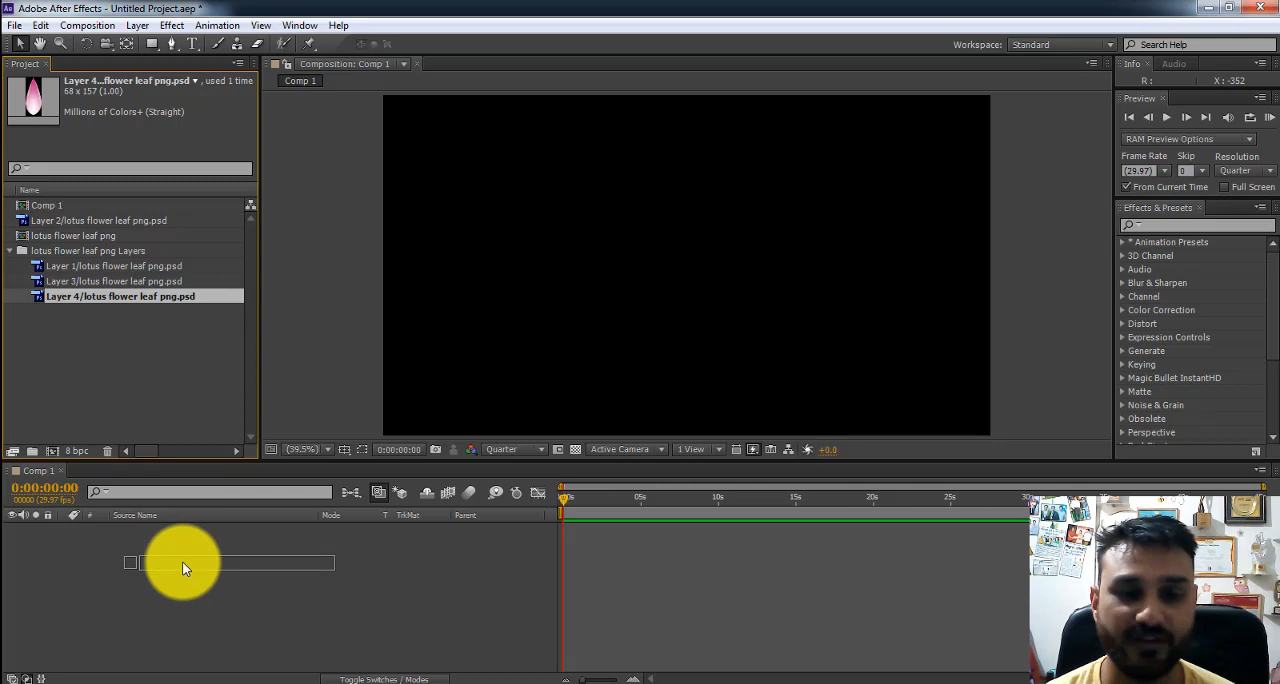 Adobe After Effects - Untitled Project.aep *
File Edit Composition Layer Effect Animation View Window Help
Workspace: Standard Search Help
Project
Layer 4...flower leaf png.psd ▾ , used 1 time
68 x 157 (1.00)
Millions of Colors+ (Straight)
Name
Comp 1
Layer 2/lotus flower leaf png.psd
lotus flower leaf png
lotus flower leaf png Layers
Layer 1/lotus flower leaf png.psd
Layer 3/lotus flower leaf png.psd
Layer 4/lotus flower leaf png.psd
8 bpc
Composition: Comp 1
Comp 1
(39.5%) 0:00:00:00 Quarter Active Camera 1 View +0.0
Info Audio
R : X : -352
Preview
RAM Preview Options
Frame Rate Skip Resolution
(29.97) 0 Quarter
From Current Time Full Screen
Effects & Presets
* Animation Presets
3D Channel
Audio
Blur & Sharpen
Channel
Color Correction
Distort
Expression Controls
Generate
Keying
Magic Bullet InstantHD
Matte
Noise & Grain
Obsolete
Perspective
Comp 1
0:00:00:00
00000 (29.97 fps)
# Source Name Mode T TrkMat Parent
05s 10s 15s 20s 25s 30s
Toggle Switches / Modes